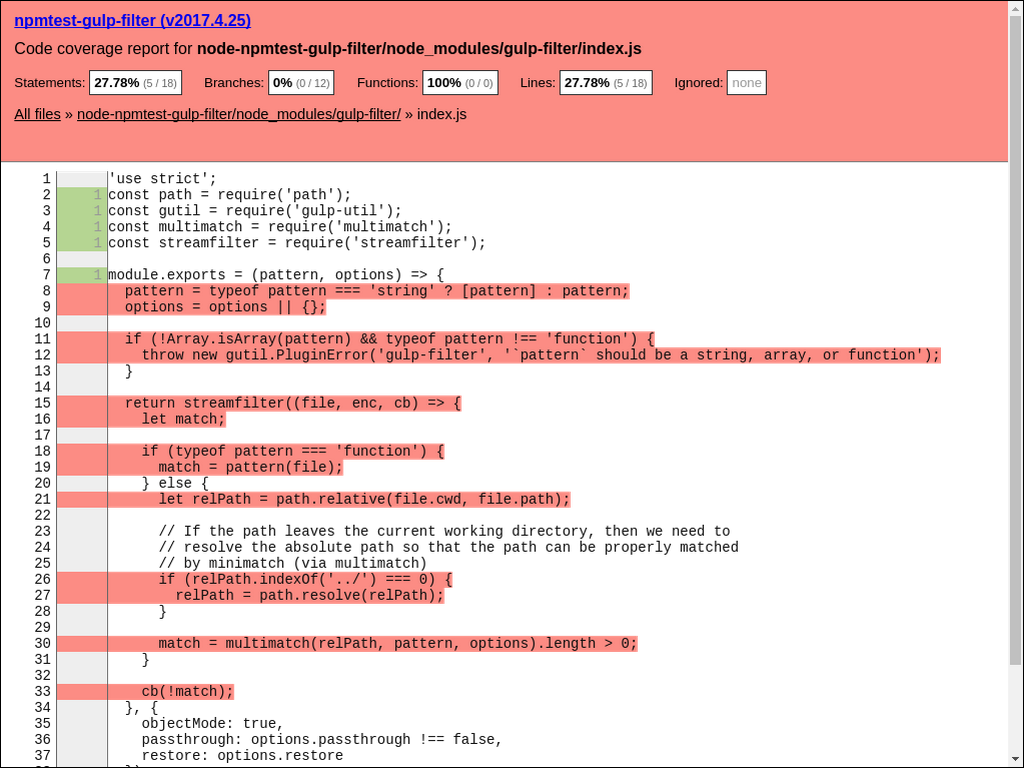 npmtest-gulp-filter (v2017.4.25)
Code coverage report for node-npmtest-gulp-filter/node_modules/gulp-filter/index.js
Statements: 27.78% (5 / 18) Branches: 0% (0 / 12) Functions: 100% (0 / 0) Lines: 27.78% (5 / 18) Ignored: none
All files » node-npmtest-gulp-filter/node_modules/gulp-filter/ » index.js
1 'use strict';
2 1 const path = require('path');
3 1 const gutil = require('gulp-util');
4 1 const multimatch = require('multimatch');
5 1 const streamfilter = require('streamfilter');
6
7 1 module.exports = (pattern, options) => {
8 pattern = typeof pattern === 'string' ? [pattern] : pattern;
9 options = options || {};
10
11 if (!Array.isArray(pattern) && typeof pattern !== 'function') {
12 throw new gutil.PluginError('gulp-filter', '`pattern` should be a string, array, or function');
13 }
14
15 return streamfilter((file, enc, cb) => {
16 let match;
17
18 if (typeof pattern === 'function') {
19 match = pattern(file);
20 } else {
21 let relPath = path.relative(file.cwd, file.path);
22
23 // If the path leaves the current working directory, then we need to
24 // resolve the absolute path so that the path can be properly matched
25 // by minimatch (via multimatch)
26 if (relPath.indexOf('../') === 0) {
27 relPath = path.resolve(relPath);
28 }
29
30 match = multimatch(relPath, pattern, options).length > 0;
31 }
32
33 cb(!match);
34 }, {
35 objectMode: true,
36 passthrough: options.passthrough !== false,
37 restore: options.restore